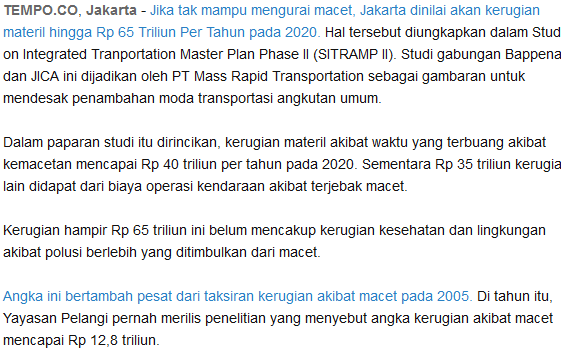 TEMPO.CO, Jakarta - Jika tak mampu mengurai macet, Jakarta dinilai akan kerugian
materil hingga Rp 65 Triliun Per Tahun pada 2020. Hal tersebut diungkapkan dalam Stud
on Integrated Tranportation Master Plan Phase II (SITRAMP II). Studi gabungan Bappena
dan JICA ini dijadikan oleh PT Mass Rapid Transportation sebagai gambaran untuk
mendesak penambahan moda transportasi angkutan umum.
Dalam paparan studi itu dirincikan, kerugian materil akibat waktu yang terbuang akibat
kemacetan mencapai Rp 40 triliun per tahun pada 2020. Sementara Rp 35 triliun kerugia
lain didapat dari biaya operasi kendaraan akibat terjebak macet.
Kerugian hampir Rp 65 triliun ini belum mencakup kerugian kesehatan dan lingkungan
akibat polusi berlebih yang ditimbulkan dari macet.
Angka ini bertambah pesat dari taksiran kerugian akibat macet pada 2005. Di tahun itu,
Yayasan Pelangi pernah merilis penelitian yang menyebut angka kerugian akibat macet
mencapai Rp 12,8 triliun.